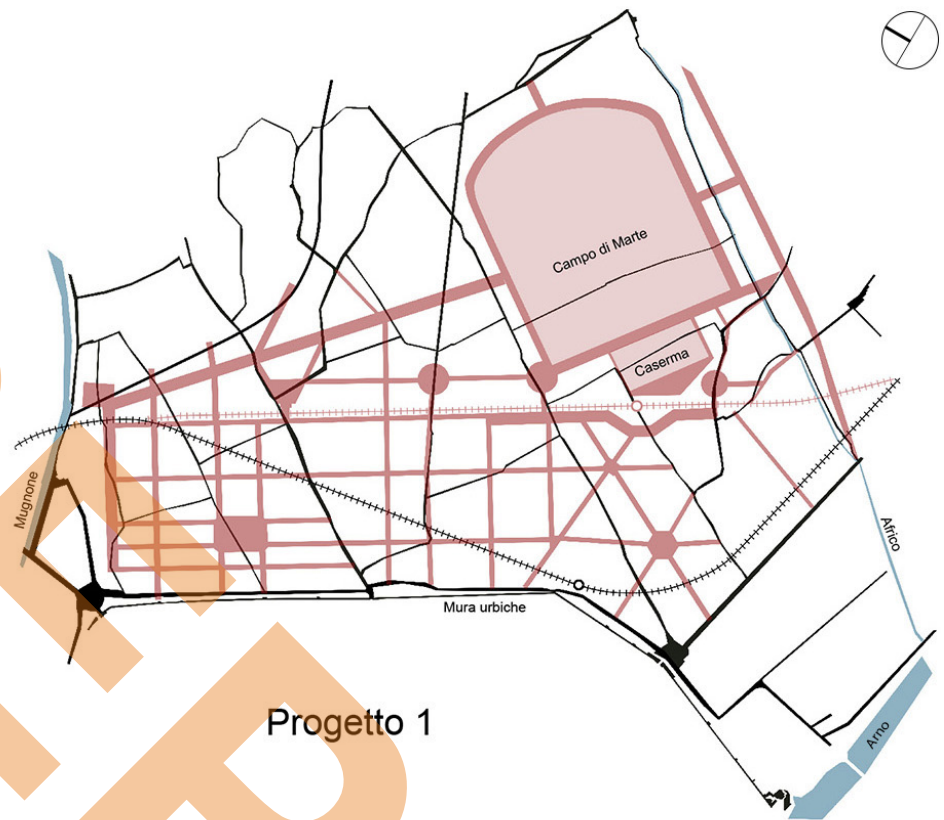 Campo di Marte
Caserma
Mugnone
Africo
Mura urbiche
Progetto 1
Arno